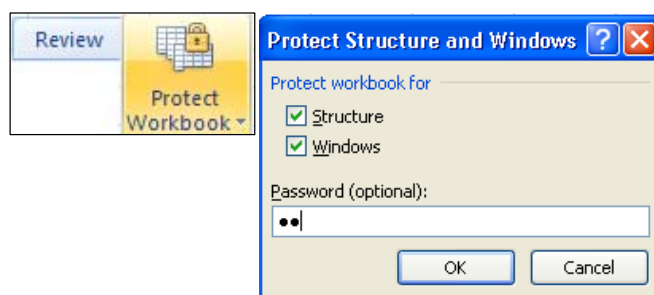 Review
Protect
Workbook
Protect Structure and Windows
Protect workbook for
Structure
Windows
Password (optional):
••
OK
Cancel